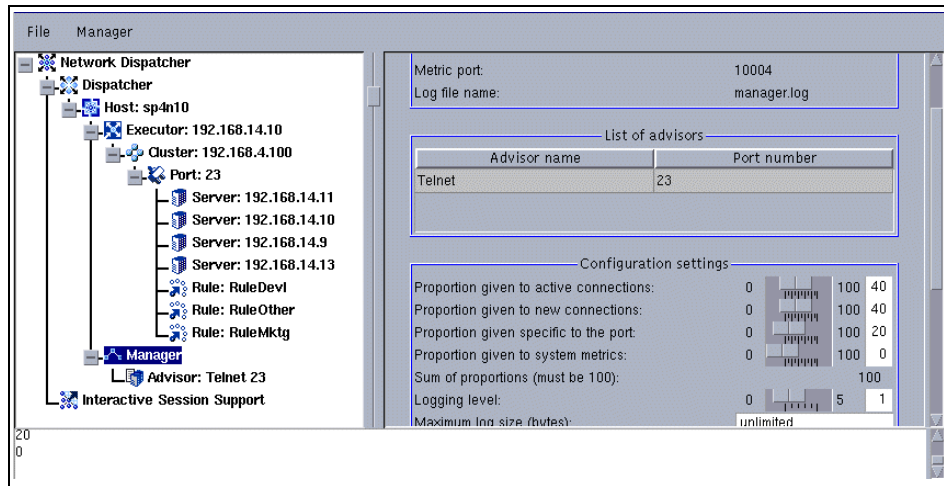 File Manager
Network Dispatcher
Dispatcher
Host: sp4n10
Executor: 192.168.14.10
Cluster: 192.168.4.100
Port: 23
Server: 192.168.14.11
Server: 192.168.14.10
Server: 192.168.14.9
Server: 192.168.14.13
Rule: RuleDevl
Rule: RuleOther
Rule: RuleMktg
Manager
Advisor: Telnet 23
Interactive Session Support
Metric port: 10004
Log file name: manager.log
List of advisors
Advisor name Port number
Telnet 23
Configuration settings
Proportion given to active connections: 0 100 40
Proportion given to new connections: 0 100 40
Proportion given specific to the port: 0 100 20
Proportion given to system metrics: 0 100 0
Sum of proportions (must be 100): 100
Logging level: 0 5 1
Maximum log size (bytes): unlimited
20
0